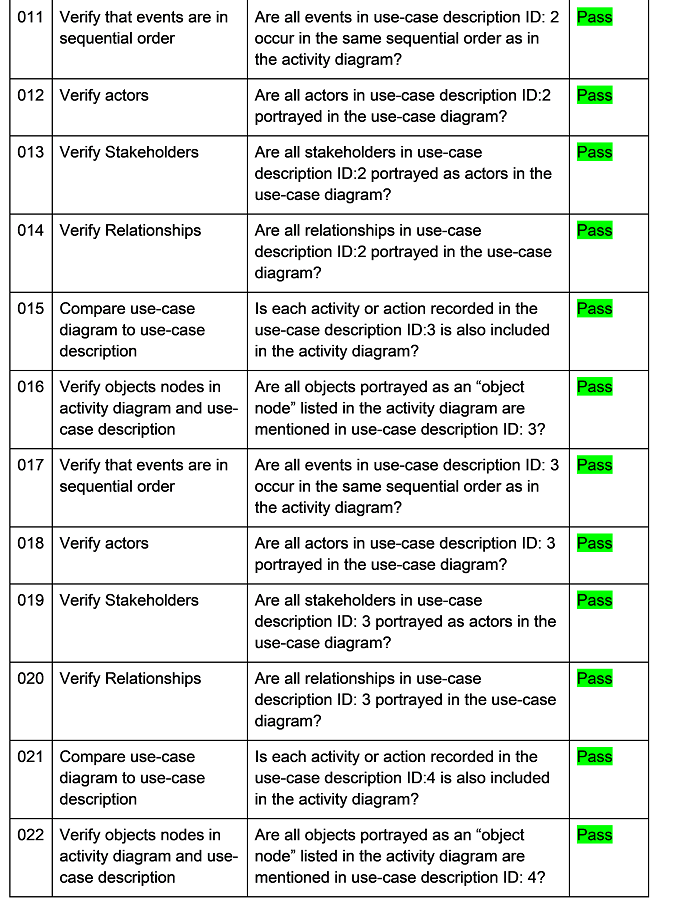 011 Verify that events are in Are all events in use-case description ID: 2 Pass
sequential order occur in the same sequential order as in
the activity diagram?
012 Verify actors Are all actors in use-case description ID:2 Pass
portrayed in the use-case diagram?
013 Verify Stakeholders Are all stakeholders in use-case Pass
description ID:2 portrayed as actors in the
use-case diagram?
014 Verify Relationships Are all relationships in use-case Pass
description ID:2 portrayed in the use-case
diagram?
015 Compare use-case Is each activity or action recorded in the Pass
diagram to use-case use-case description ID:3 is also included
description in the activity diagram?
016 Verify objects nodes in Are all objects portrayed as an “object Pass
activity diagram and use- node” listed in the activity diagram are
case description mentioned in use-case description ID: 3?
017 Verify that events are in Are all events in use-case description ID: 3 Pass
sequential order occur in the same sequential order as in
the activity diagram?
018 Verify actors Are all actors in use-case description ID: 3 Pass
portrayed in the use-case diagram?
019 Verify Stakeholders Are all stakeholders in use-case Pass
description ID: 3 portrayed as actors in the
use-case diagram?
020 Verify Relationships Are all relationships in use-case Pass
description ID: 3 portrayed in the use-case
diagram?
021 Compare use-case Is each activity or action recorded in the Pass
diagram to use-case use-case description ID:4 is also included
description in the activity diagram?
022 Verify objects nodes in Are all objects portrayed as an “object Pass
activity diagram and use- node” listed in the activity diagram are
case description mentioned in use-case description ID: 4?